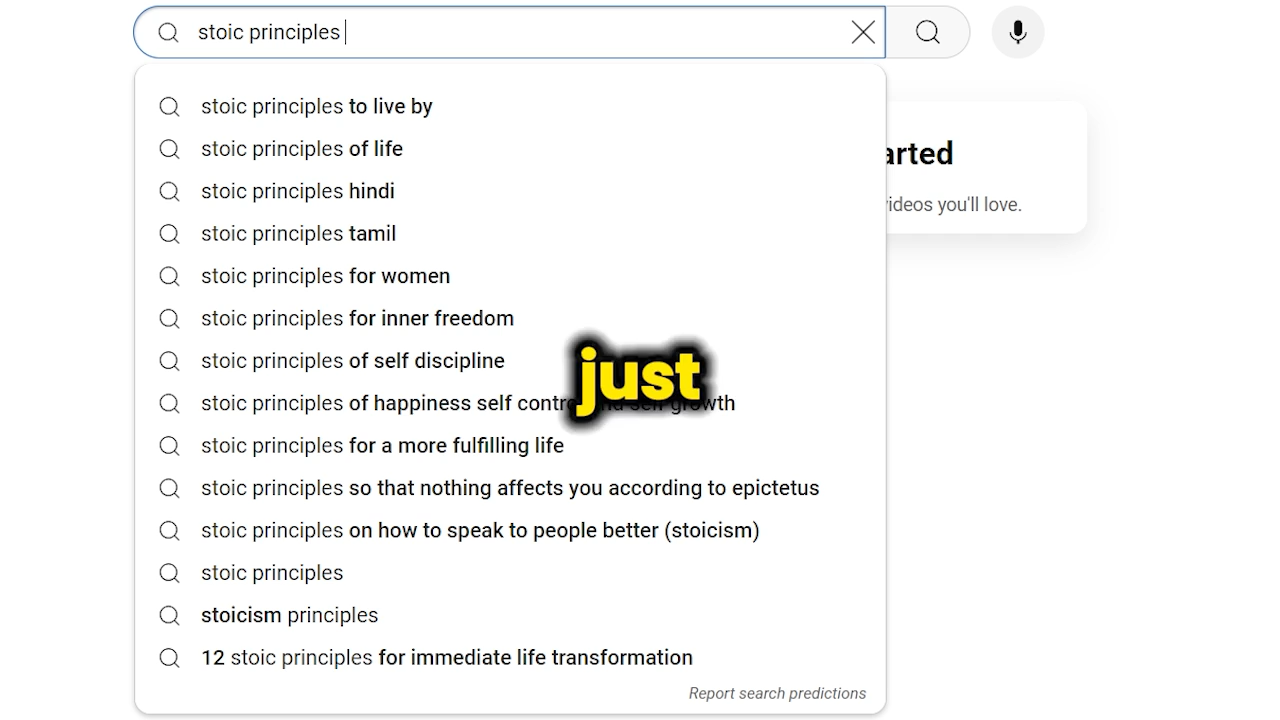 stoic principles
stoic principles to live by
arted
stoic principles of life
stoic principles hindi
videos you'll love.
stoic principles tamil
stoic principles for women
stoic principles for inner freedom
stoic principles of self discipline
just
stoic principles of happiness self control and self growth
stoic principles for a more fulfilling life
stoic principles so that nothing affects you according to epictetus
stoic principles on how to speak to people better (stoicism)
stoic principles
stoicism principles
12 stoic principles for immediate life transformation
Report search predictions